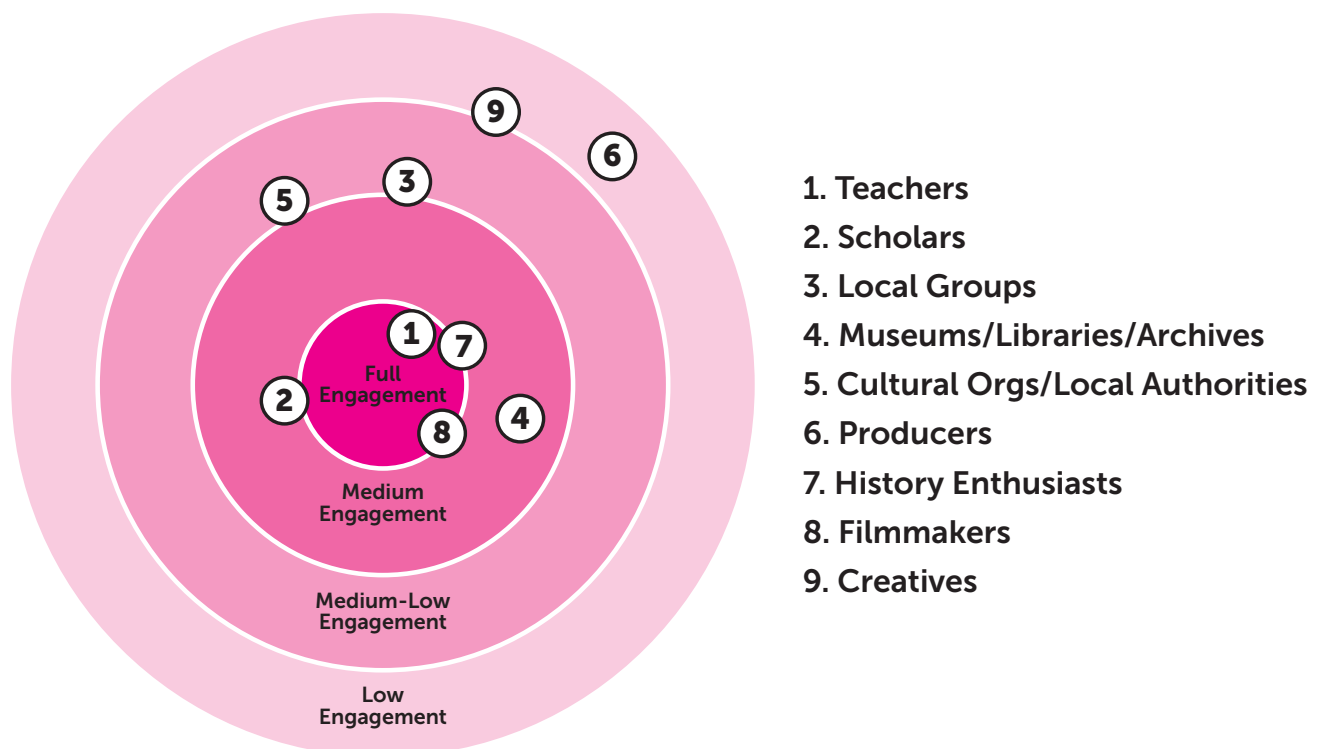 9
6
3
5
1
7
Full
Engagement
2
4
8
Medium
Engagement
Medium-Low
Engagement
Low
Engagement
1. Teachers
2. Scholars
3. Local Groups
4. Museums/Libraries/Archives
5. Cultural Orgs/Local Authorities
6. Producers
7. History Enthusiasts
8. Filmmakers
9. Creatives